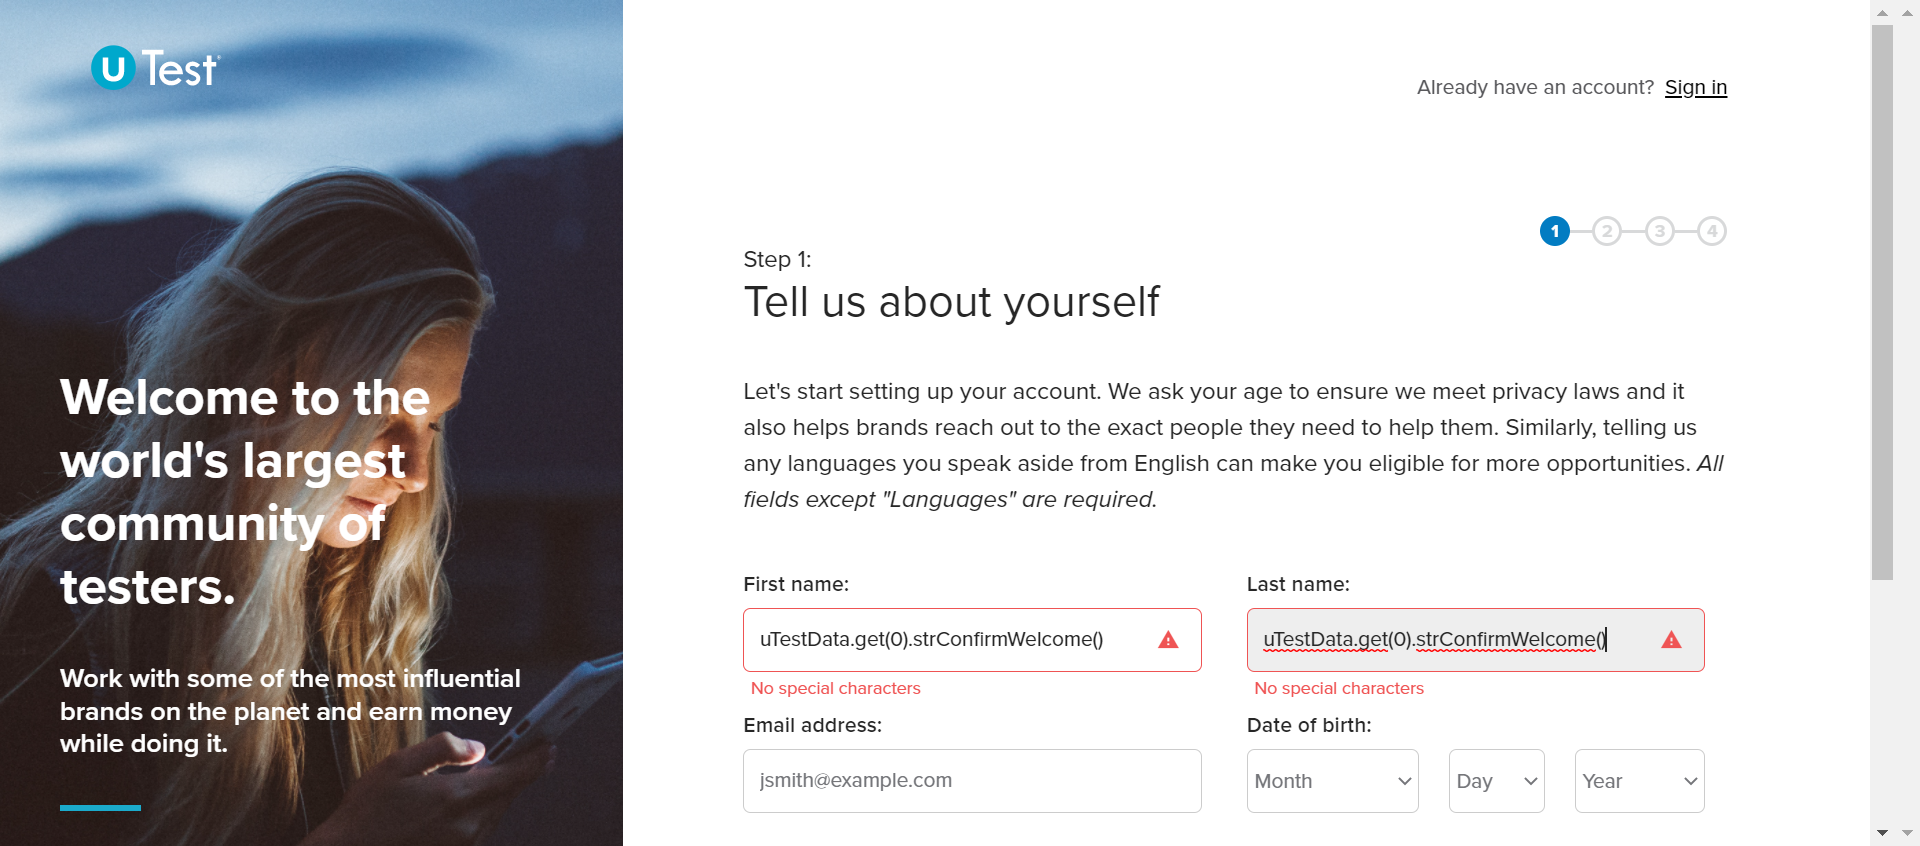 u Test
Already have an account? Sign in
1 2 3 4
Step 1:
Tell us about yourself
Let's start setting up your account. We ask your age to ensure we meet privacy laws and it
also helps brands reach out to the exact people they need to help them. Similarly, telling us
any languages you speak aside from English can make you eligible for more opportunities. All
fields except "Languages" are required.
Welcome to the
world's largest
community of
testers.
Work with some of the most influential
brands on the planet and earn money
while doing it.
First name:
Last name:
uTestData.get(0).strConfirmWelcome()
uTestData.get(0).strConfirmWelcome()
No special characters
No special characters
Email address:
Date of birth:
jsmith@example.com
Month
Day
Year